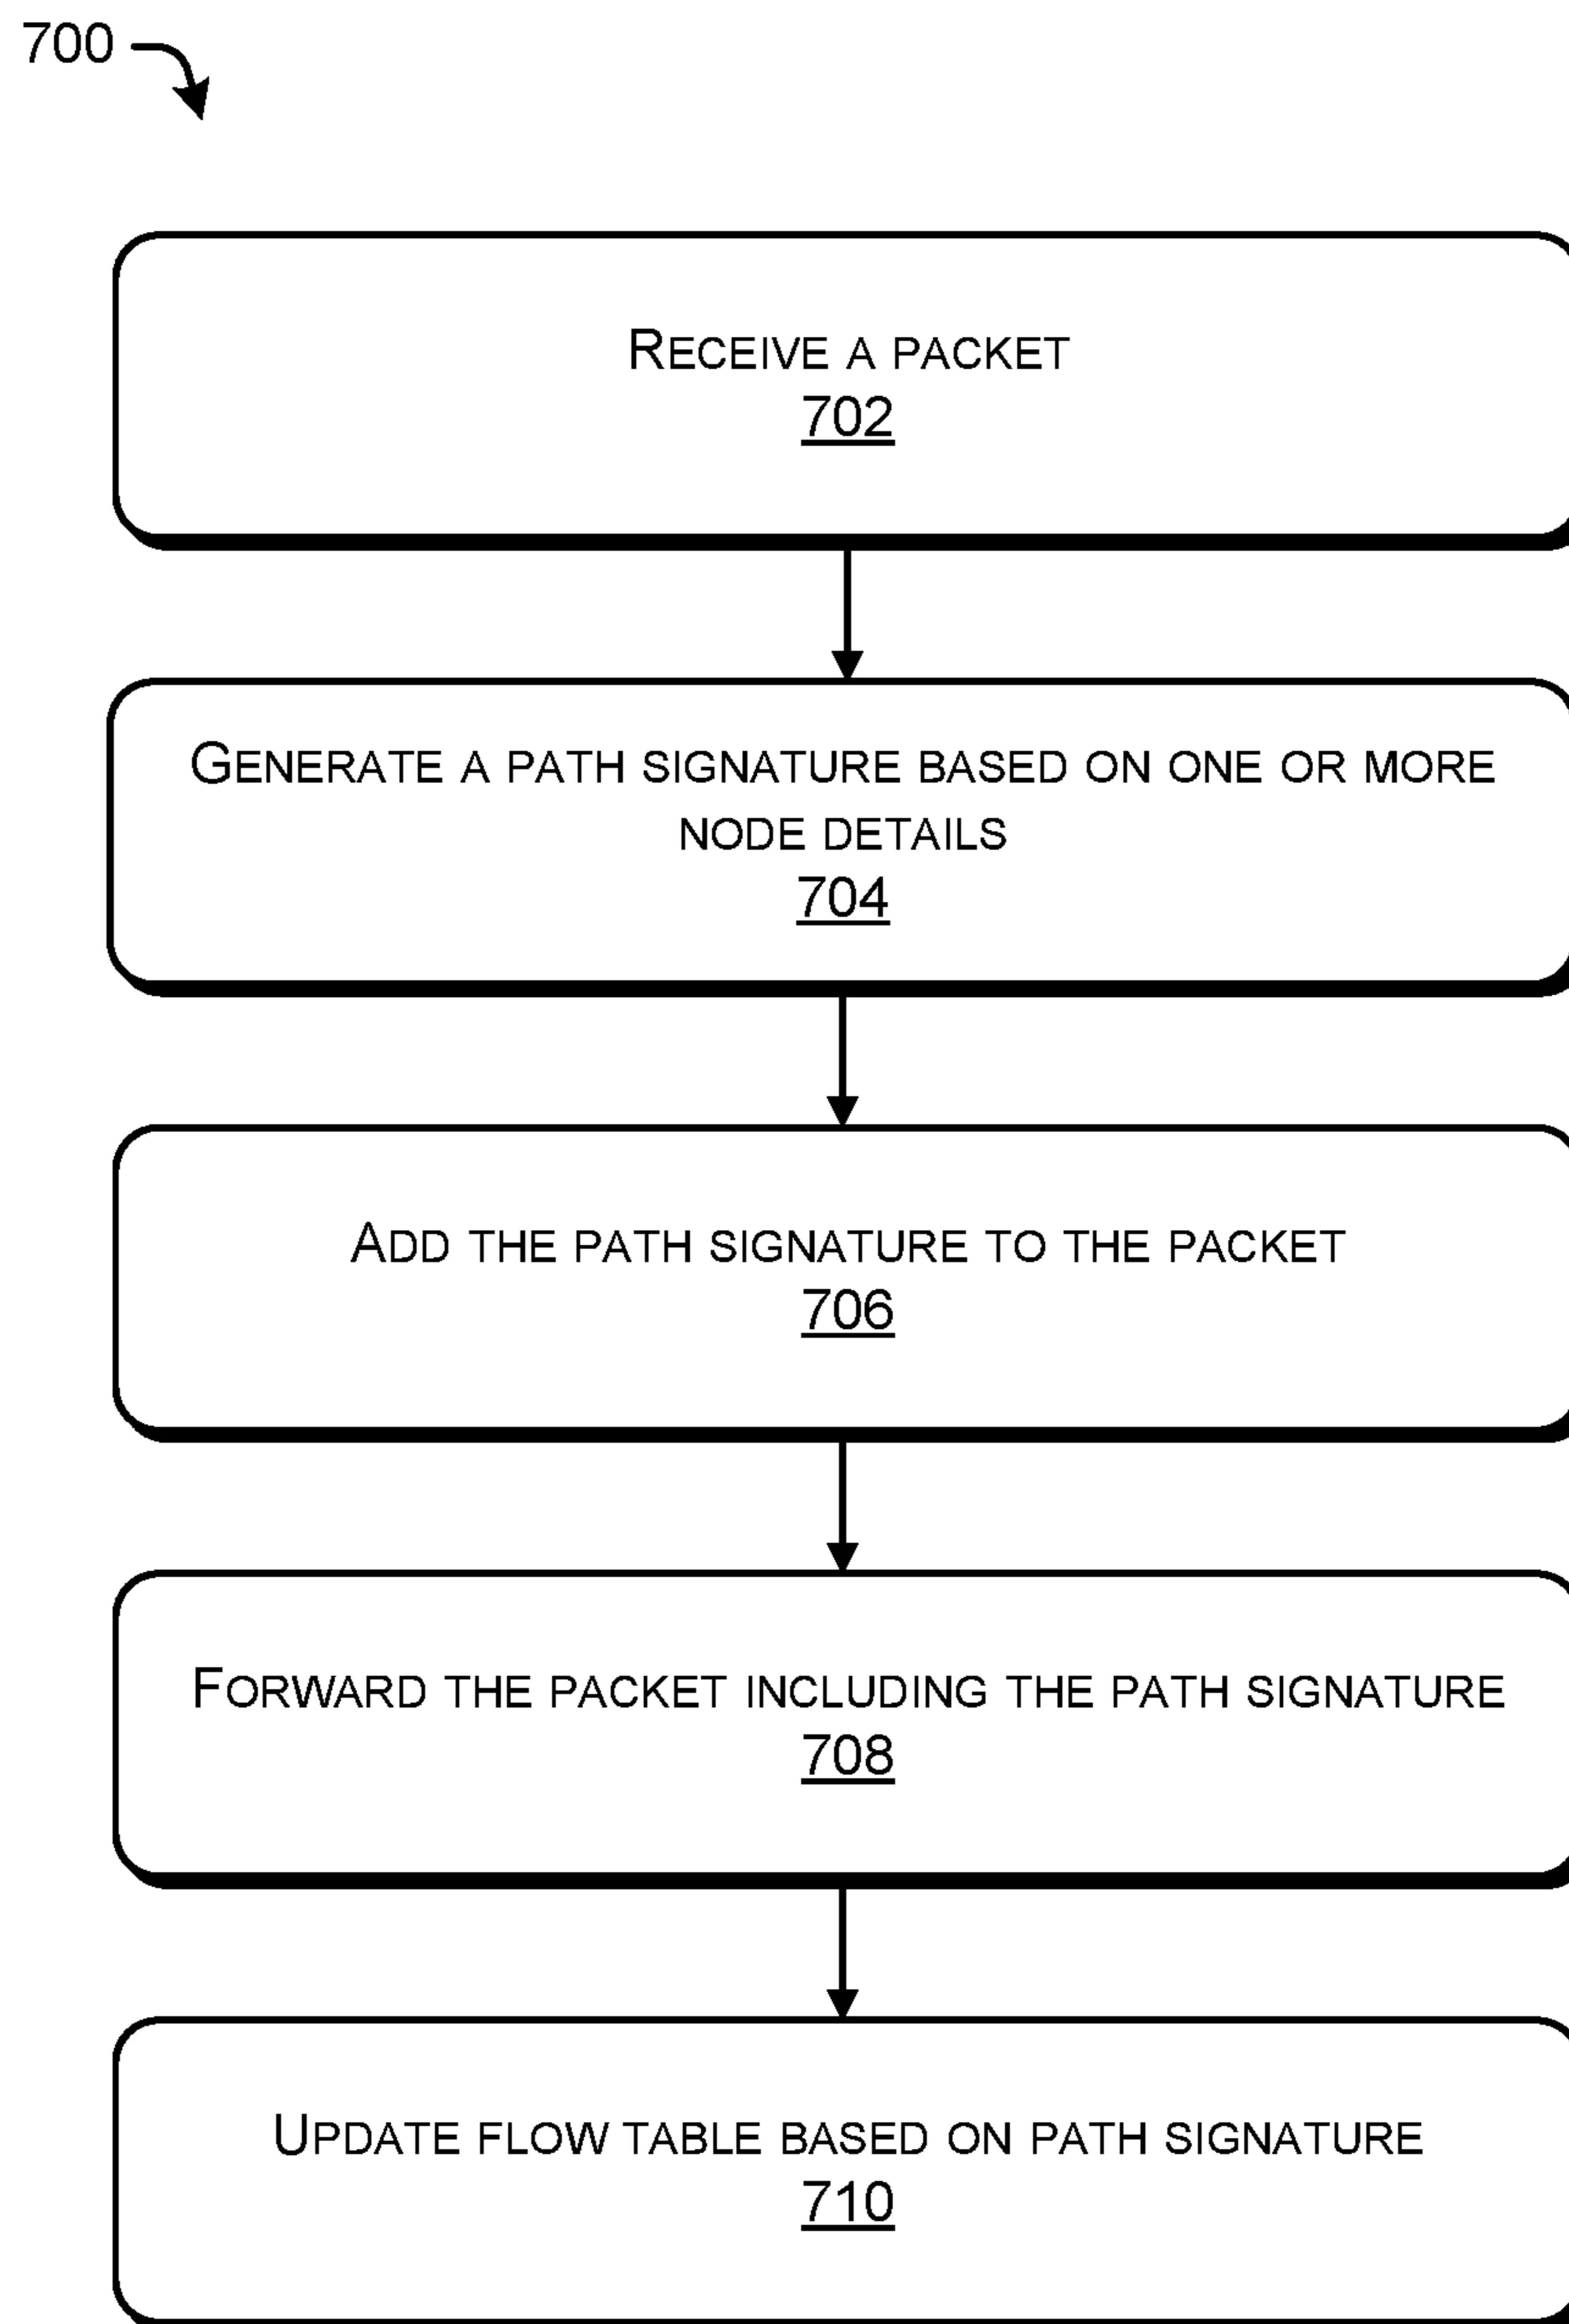 700
RECEIVE A PACKET
702
GENERATE A PATH SIGNATURE BASED ON ONE OR MORE
NODE DETAILS
704
ADD THE PATH SIGNATURE TO THE PACKET
706
FORWARD THE PACKET INCLUDING THE PATH SIGNATURE
708
UPDATE FLOW TABLE BASED ON PATH SIGNATURE
710